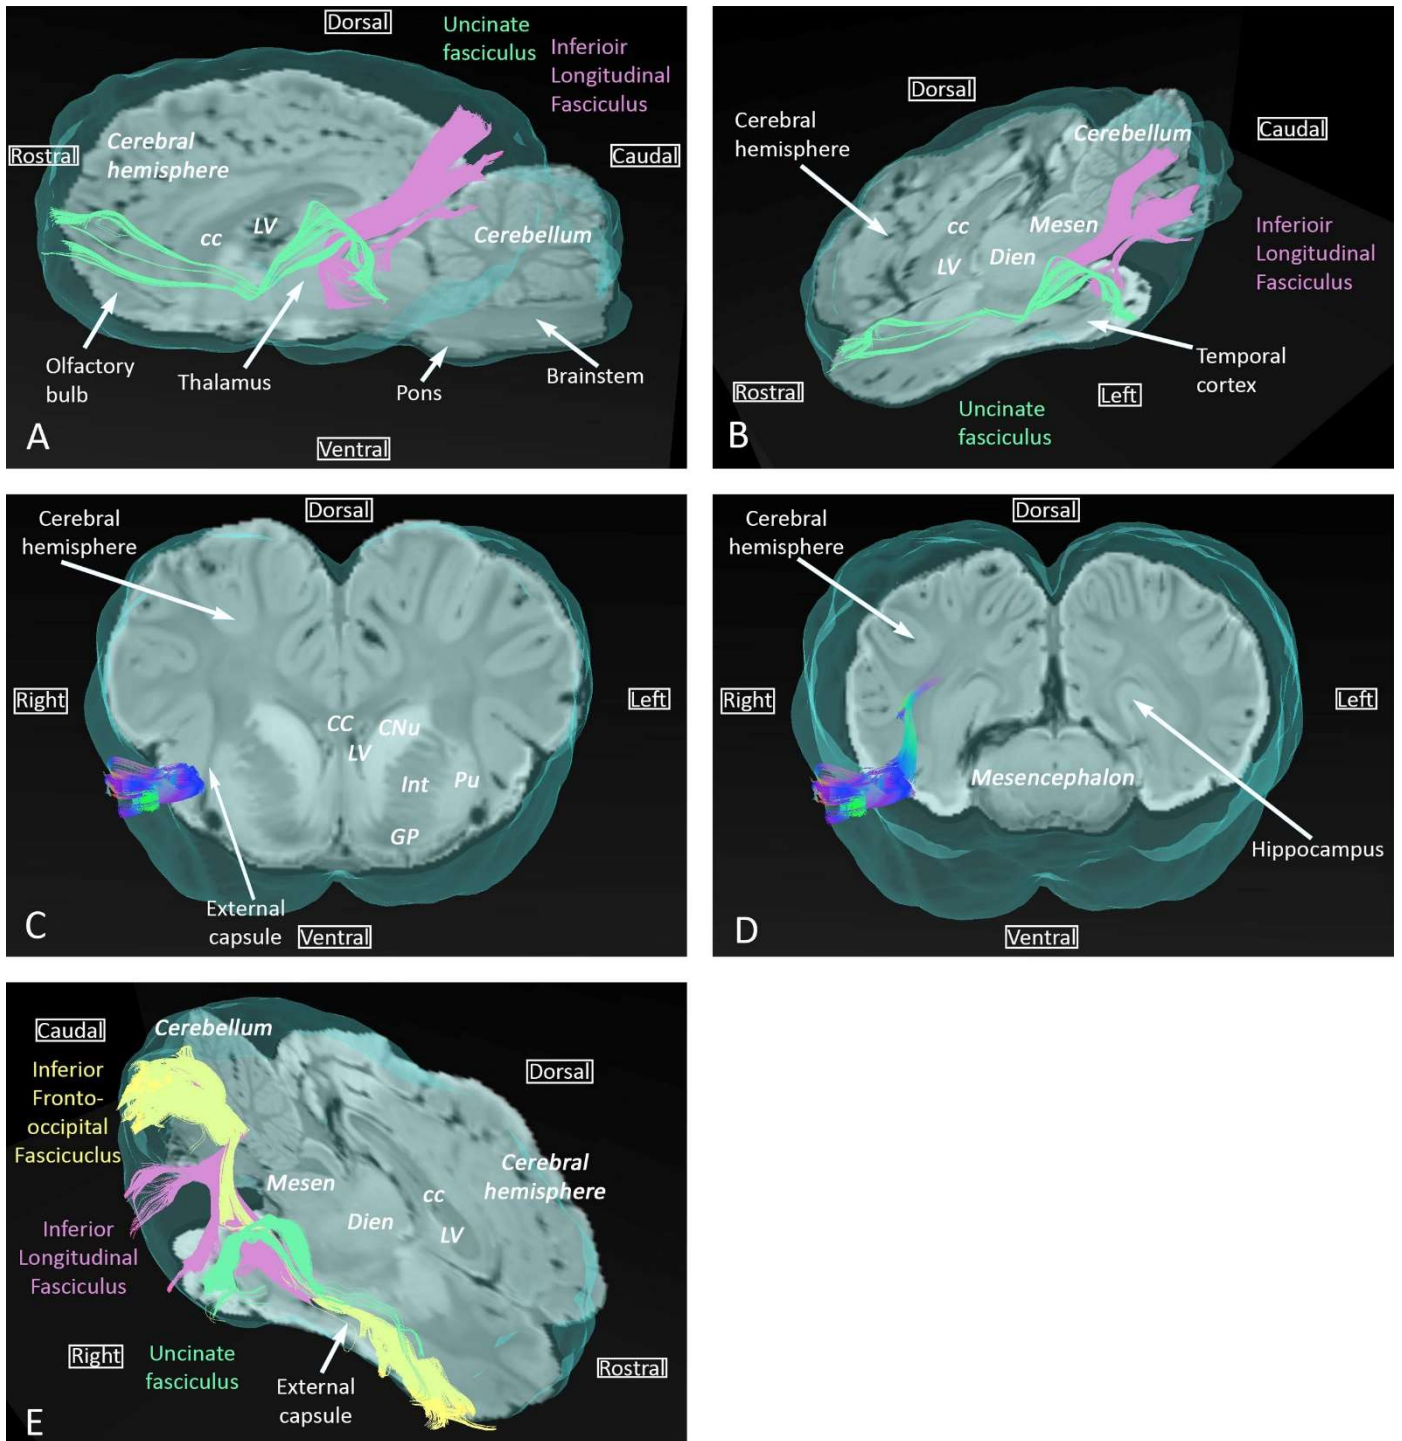 Dorsal
Uncinate
fasciculus
Inferioir
Longitudinal
Fasciculus
Cerebral
hemisphere
Rostral
Caudal
LV
cc
Cerebellum
Olfactory
bulb
Thalamus
Pons
Brainstem
A
Ventral
Dorsal
Cerebral
hemisphere
Cerebellum
Caudal
cc
Mesen
LV
Dien
Inferioir
Longitudinal
Fasciculus
Temporal
cortex
Rostral
Left
Uncinate
fasciculus
B
Cerebral
hemisphere
Dorsal
Right
Left
CC
CNu
LV
Int
Pu
GP
External
capsule
Ventral
C
Cerebral
hemisphere
Dorsal
Right
Left
Mesencephalon
Hippocampus
Ventral
D
Caudal
Cerebellum
Inferior
Fronto-
occipital
Fascicuclus
Dorsal
Cerebral
hemisphere
Mesen
cc
Dien
LV
Inferior
Longitudinal
Fasciculus
Right
Uncinate
fasciculus
External
capsule
Rostral
E